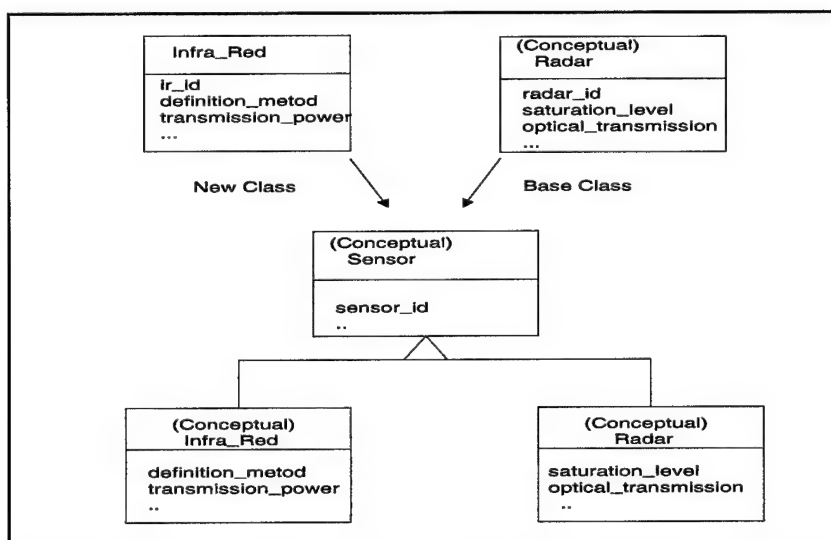 Infra_Red
ir_id
definition_metod
transmission_power
...
(Conceptual)
Radar
radar_id
saturation_level
optical_transmission
...
New Class
Base Class
(Conceptual)
Sensor
sensor_id
..
(Conceptual)
Infra_Red
definition_metod
transmission_power
..
(Conceptual)
Radar
saturation_level
optical_transmission
..